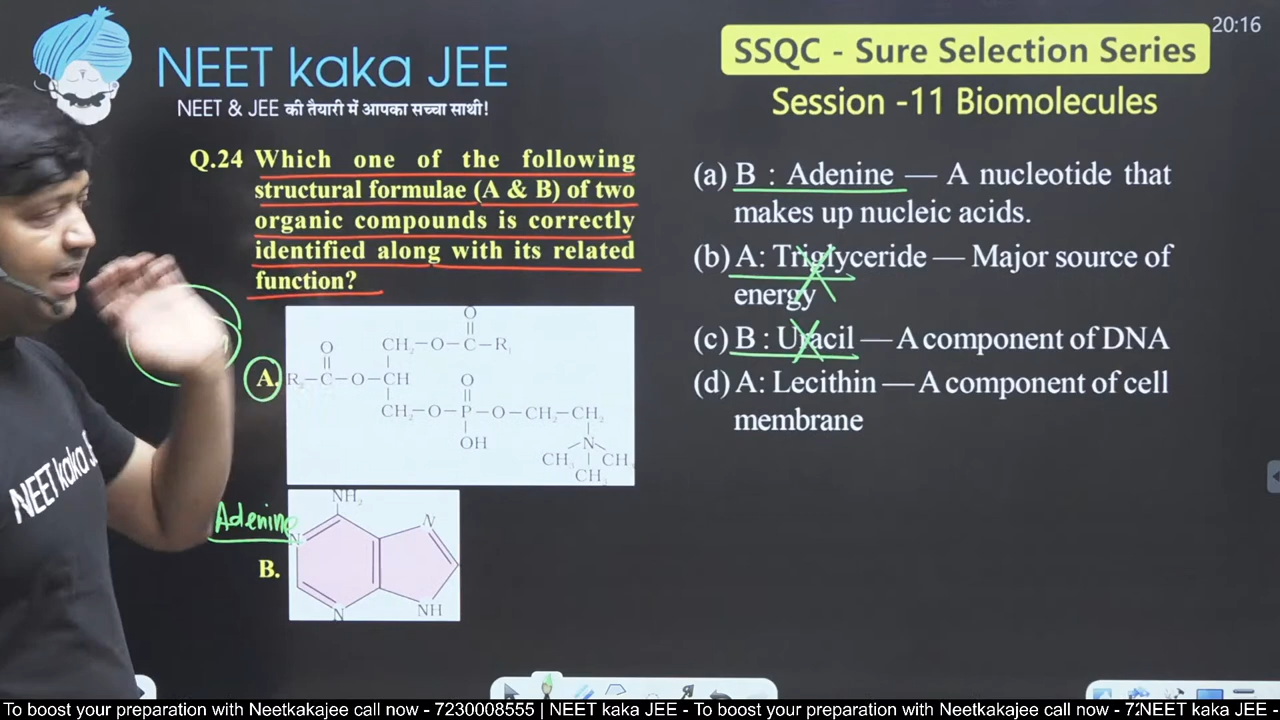 20:16
NEET kaka JEE
NEET & JEE की तैयारी में आपका सच्चा साथी!
SSQC - Sure Selection Series
Session -11 Biomolecules
Q.24 Which one of the following
structural formulae (A & B) of two
organic compounds is correctly
identified along with its related
function?
(a) B : Adenine — A nucleotide that
makes up nucleic acids.
(b) A: Triglyceride — Major source of
energy
(c) B : Uracil — A component of DNA
(d) A: Lecithin — A component of cell
membrane
O
CH₂—O—C—R₁
O
A.
R₂—C—O—CH
O
CH₂—O—P—O—CH₂—CH₂
OH
N
CH₃ CH₃
CH₃
NEET kaka J
Adenine
B.
NH₂
N
N
N
NH
To boost your preparation with Neetkakajee call now - 7230008555 | NEET kaka JEE - To boost your preparation with Neetkakajee call now - 72NEET kaka JEE -